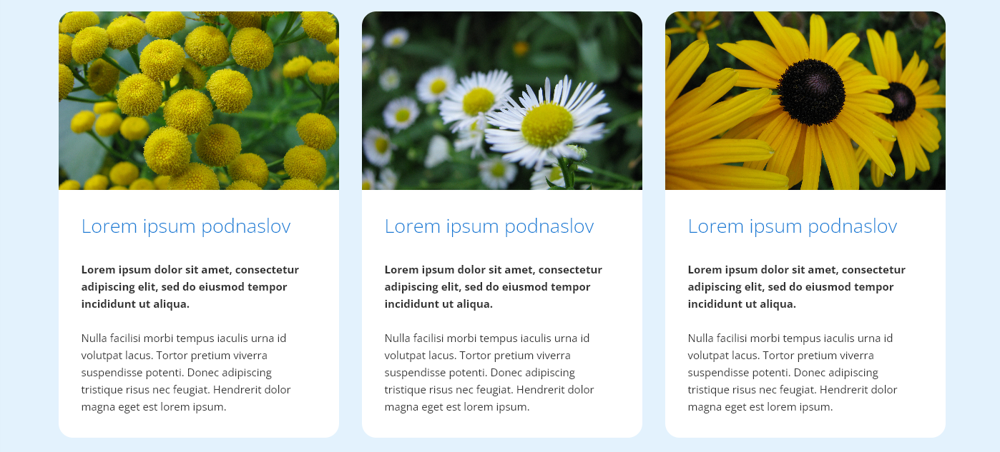 Lorem ipsum podnaslov
Lorem ipsum dolor sit amet, consectetur
adipiscing elit, sed do eiusmod tempor
incididunt ut aliqua.
Nulla facilisi morbi tempus iaculis urna id
volutpat lacus. Tortor pretium viverra
suspendisse potenti. Donec adipiscing
tristique risus nec feugiat. Hendrerit dolor
magna eget est lorem ipsum.
Lorem ipsum podnaslov
Lorem ipsum dolor sit amet, consectetur
adipiscing elit, sed do eiusmod tempor
incididunt ut aliqua.
Nulla facilisi morbi tempus iaculis urna id
volutpat lacus. Tortor pretium viverra
suspendisse potenti. Donec adipiscing
tristique risus nec feugiat. Hendrerit dolor
magna eget est lorem ipsum.
Lorem ipsum podnaslov
Lorem ipsum dolor sit amet, consectetur
adipiscing elit, sed do eiusmod tempor
incididunt ut aliqua.
Nulla facilisi morbi tempus iaculis urna id
volutpat lacus. Tortor pretium viverra
suspendisse potenti. Donec adipiscing
tristique risus nec feugiat. Hendrerit dolor
magna eget est lorem ipsum.